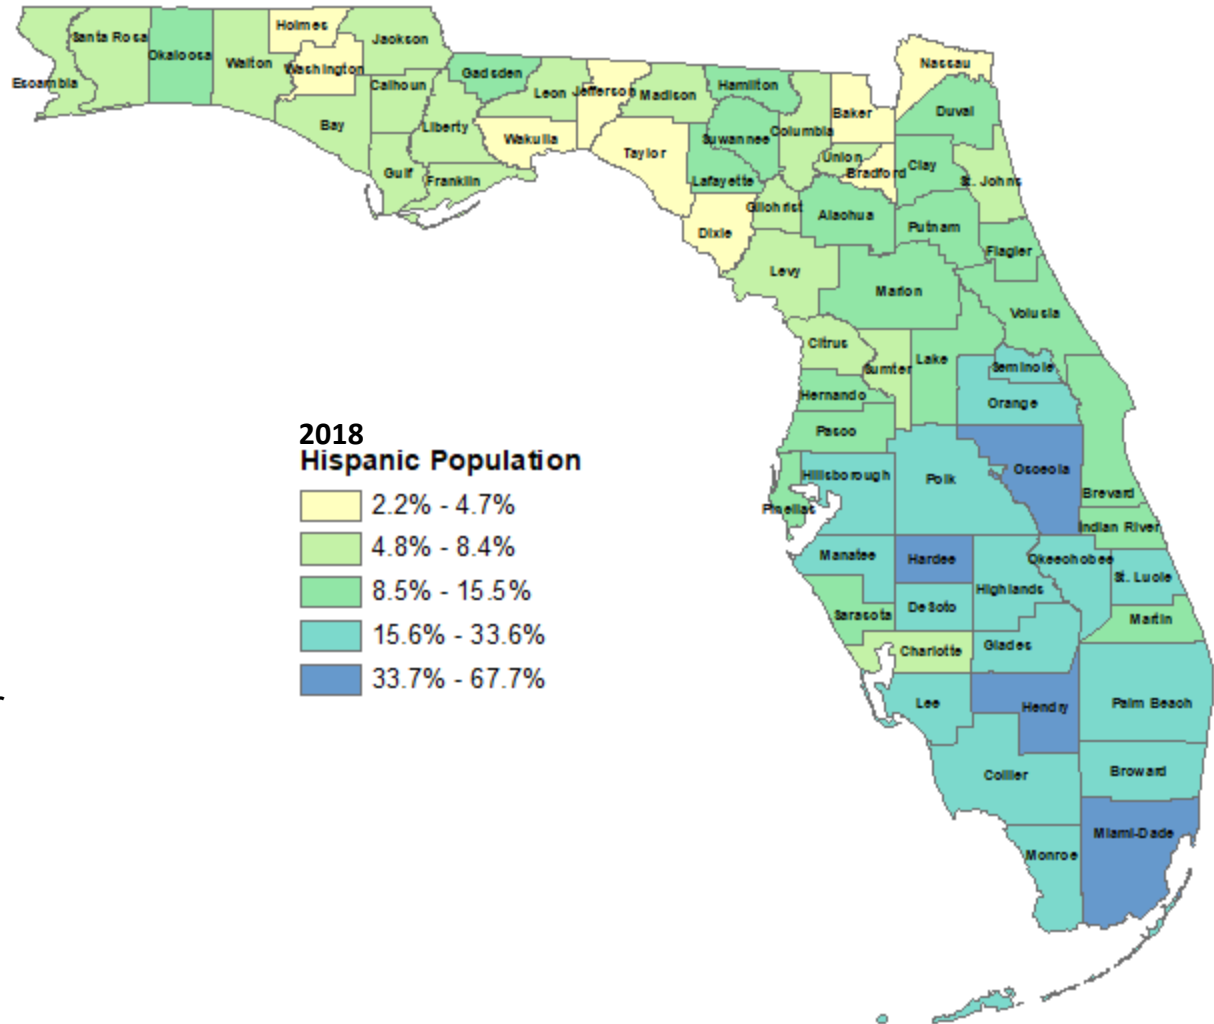 Holmes
Santa Rosa
Okaloosa
Walton
Jackson
Escambia
Washington
Calhoun
Gadsden
Leon
Jefferson
Madison
Hamilton
Nassau
Bay
Liberty
Wakulla
Taylor
Suwannee
Columbia
Baker
Duval
Gulf
Franklin
Lafayette
Union
Bradford
Clay
St. Johns
Dixie
Gilchrist
Alachua
Putnam
Flagler
Levy
Marion
Volusia
Citrus
Sumter
Lake
Seminole
Hernando
Orange
Pasco
2018
Hispanic Population
2.2% - 4.7%
4.8% - 8.4%
8.5% - 15.5%
15.6% - 33.6%
33.7% - 67.7%
Hillsborough
Polk
Osceola
Brevard
Pinellas
Indian River
Manatee
Hardee
Highlands
Okeechobee
St. Lucie
Sarasota
DeSoto
Martin
Charlotte
Glades
Lee
Hendry
Palm Beach
Collier
Broward
Monroe
Miami-Dade